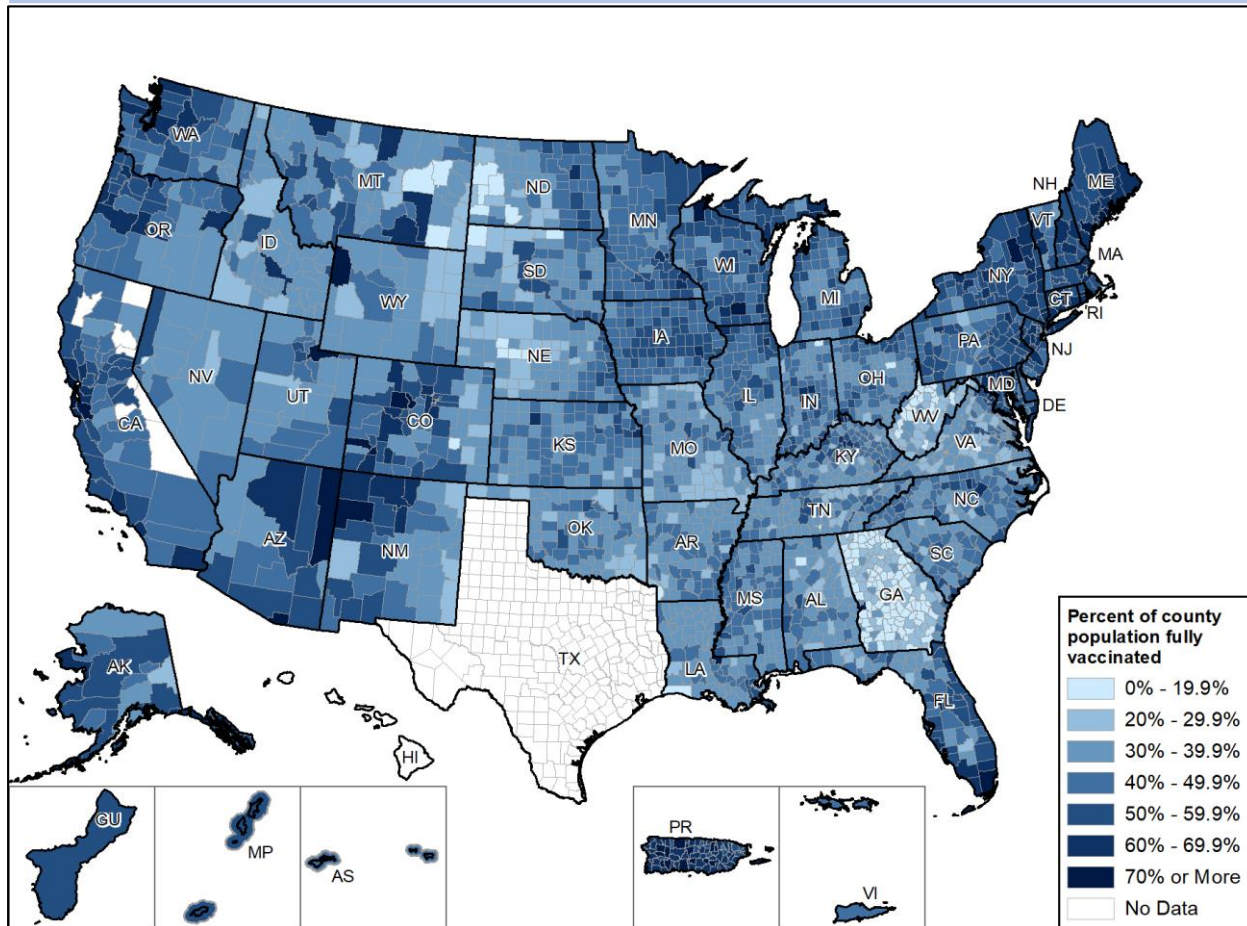 WA
MT
ND
MN
ME
NH
VT
OR
ID
SD
WI
MI
NY
MA
WY
CT
RI
IA
PA
NJ
NE
NV
UT
CO
IL
IN
OH
MD
DE
WV
VA
CA
KS
MO
KY
NC
TN
AZ
NM
OK
AR
SC
MS
AL
GA
TX
LA
FL
AK
HI
GU
MP
AS
PR
VI
Percent of county
population fully
vaccinated
0% - 19.9%
20% - 29.9%
30% - 39.9%
40% - 49.9%
50% - 59.9%
60% - 69.9%
70% or More
No Data